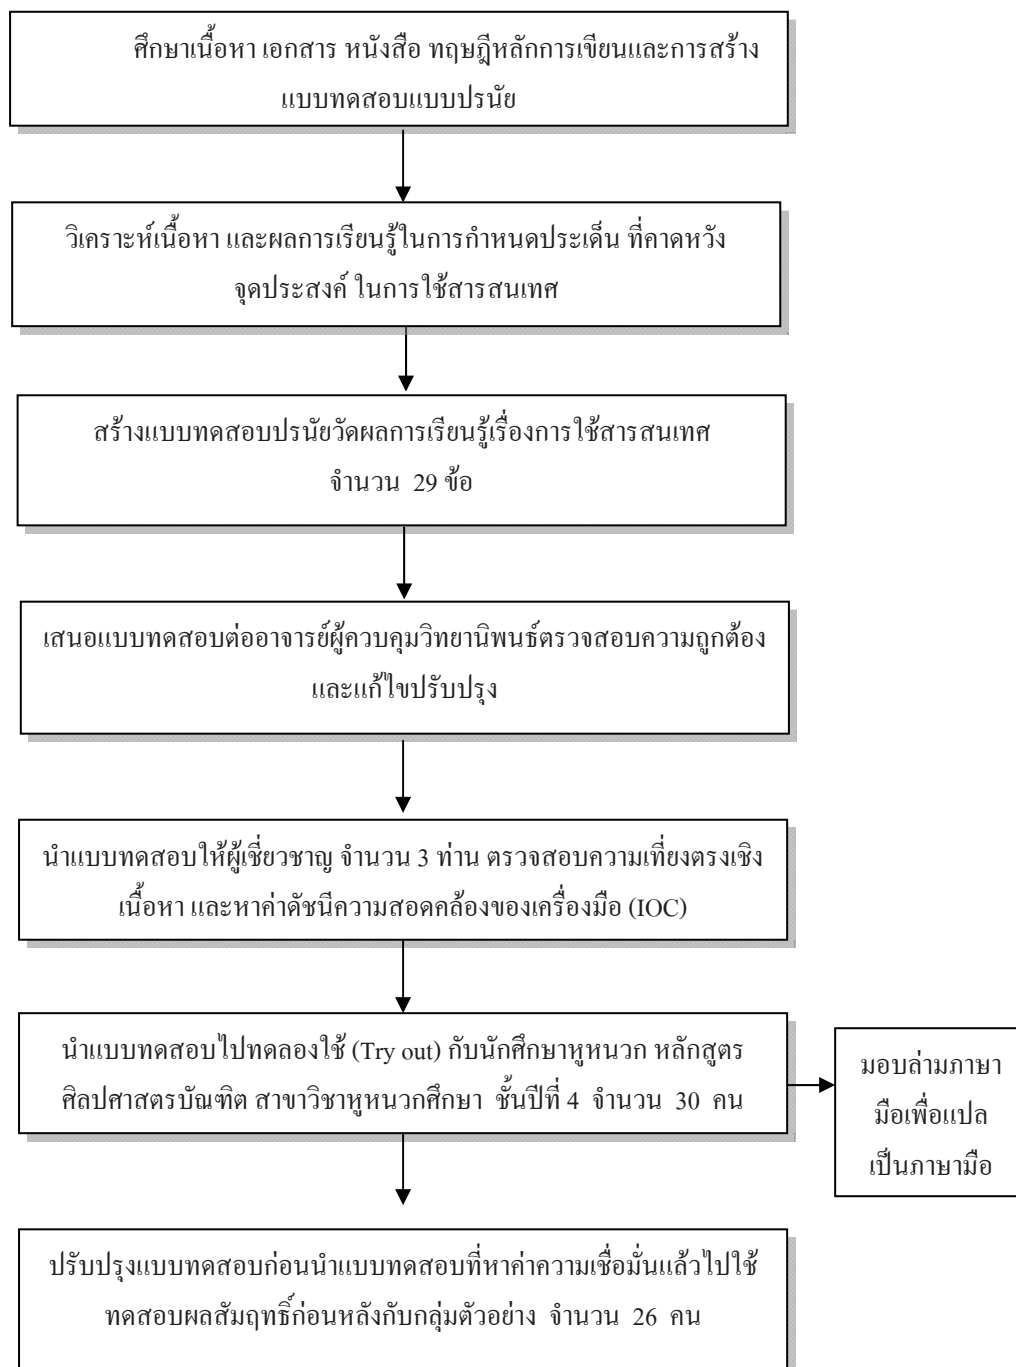 ศึกษาเนื้อหา เอกสาร หนังสือ ทฤษฎีหลักการเขียนและการสร้าง
แบบทดสอบแบบปรนัย
วิเคราะห์เนื้อหา และผลการเรียนรู้ในการกำหนดประเด็น ที่คาดหวัง
จุดประสงค์ ในการใช้สารสนเทศ
สร้างแบบทดสอบปรนัยวัดผลการเรียนรู้เรื่องการใช้สารสนเทศ
จำนวน 29 ข้อ
เสนอแบบทดสอบต่ออาจารย์ผู้ควบคุมวิทยานิพนธ์ตรวจสอบความถูกต้อง
และแก้ไขปรับปรุง
นำแบบทดสอบให้ผู้เชี่ยวชาญ จำนวน 3 ท่าน ตรวจสอบความเที่ยงตรงเชิง
เนื้อหา และหาค่าดัชนีความสอดคล้องของเครื่องมือ (IOC)
นำแบบทดสอบไปทดลองใช้ (Try out) กับนักศึกษาหูหนวก หลักสูตร
ศิลปศาสตรบัณฑิต สาขาวิชาหูหนวกศึกษา ชั้นปีที่ 4 จำนวน 30 คน
มอบล่ามภาษา
มือเพื่อแปล
เป็นภาษามือ
ปรับปรุงแบบทดสอบก่อนนำแบบทดสอบที่หาค่าความเชื่อมั่นแล้วไปใช้
ทดสอบผลสัมฤทธิ์ก่อนหลังกับกลุ่มตัวอย่าง จำนวน 26 คน